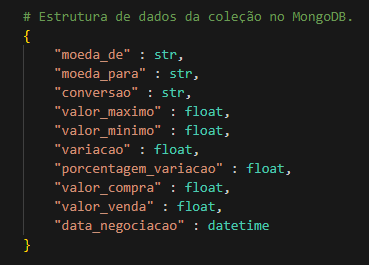 # Estrutura de dados da coleção no MongoDB.
{
"moeda_de" : str,
"moeda_para" : str,
"conversao" : str,
"valor_maximo" : float,
"valor_minimo" : float,
"variacao" : float,
"porcentagem_variacao" : float,
"valor_compra" : float,
"valor_venda" : float,
"data_negociacao" : datetime
}